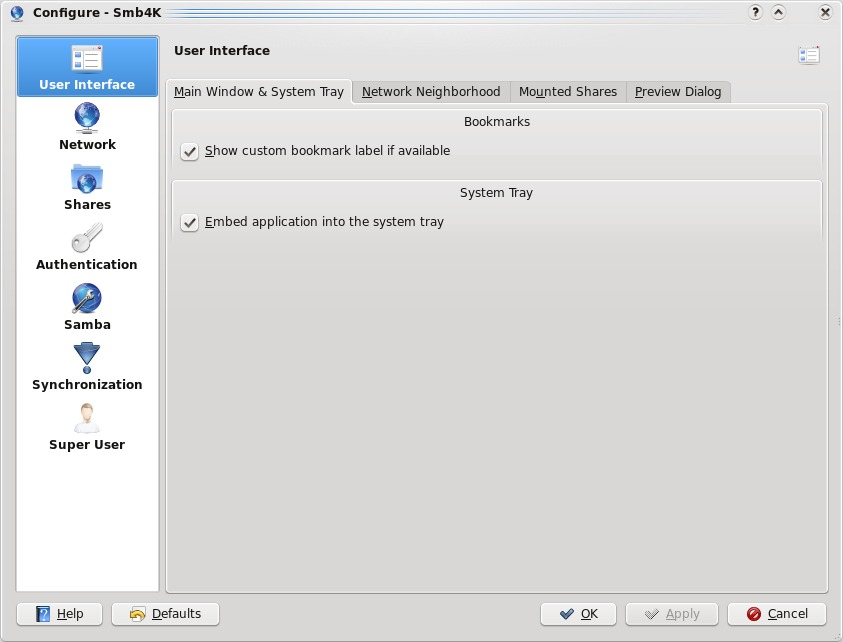 Configure - Smb4K
User Interface
Network
Shares
Authentication
Samba
Synchronization
Super User
User Interface
Main Window & System Tray
Network Neighborhood
Mounted Shares
Preview Dialog
Bookmarks
Show custom bookmark label if available
System Tray
Embed application into the system tray
Help
Defaults
OK
Apply
Cancel